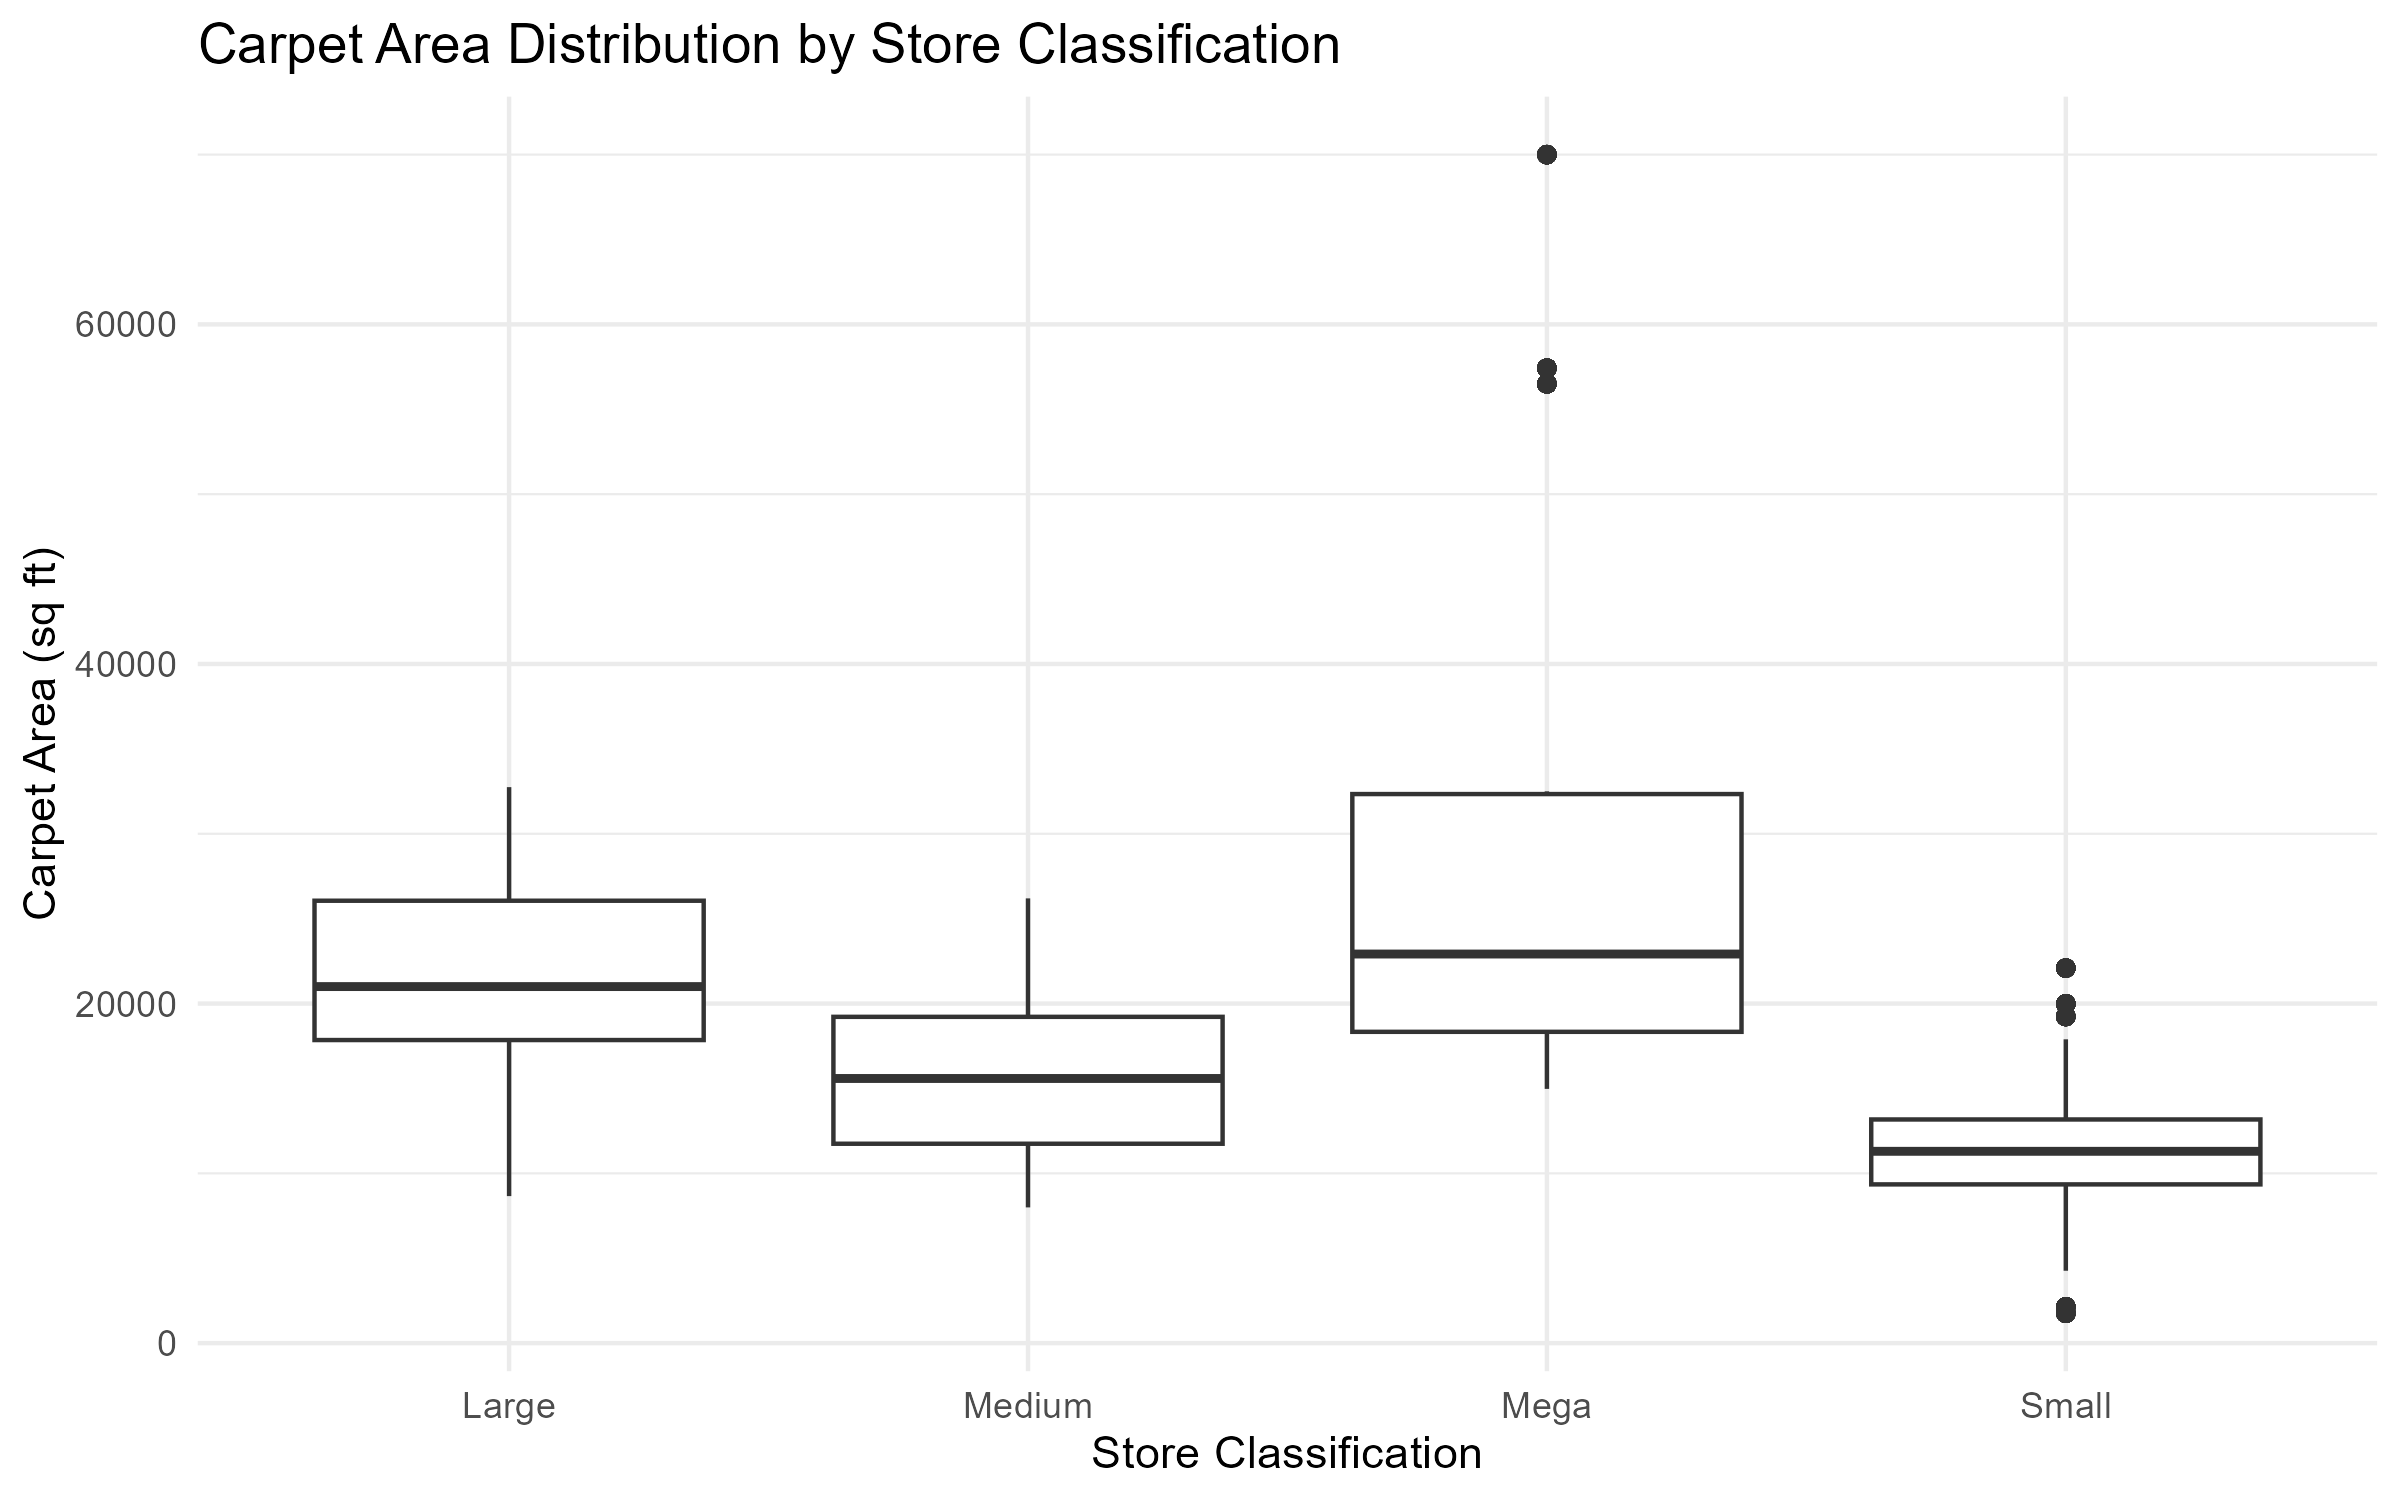 Carpet Area Distribution by Store Classification
Carpet Area (sq ft)
60000
40000
20000
0
Large
Medium
Mega
Small
Store Classification